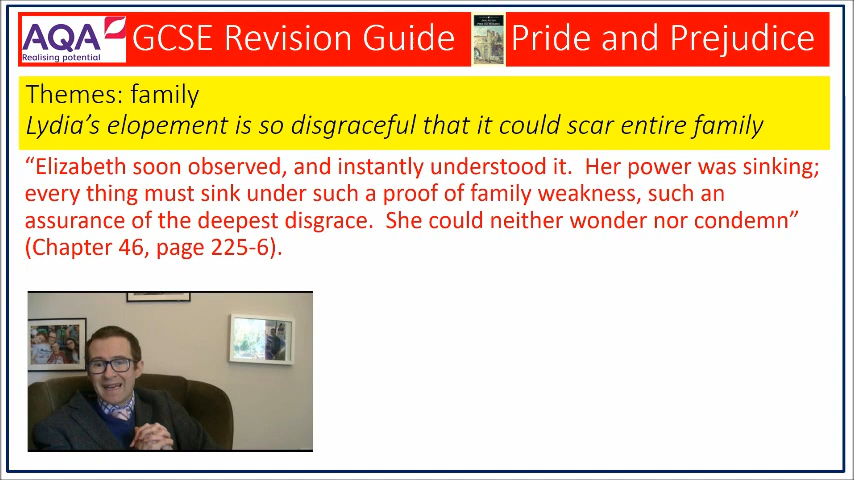 AQA
Realising potential
GCSE Revision Guide
Pride and Prejudice
Themes: family
Lydia's elopement is so disgraceful that it could scar entire family
“Elizabeth soon observed, and instantly understood it.  Her power was sinking;
every thing must sink under such a proof of family weakness, such an
assurance of the deepest disgrace.  She could neither wonder nor condemn”
(Chapter 46, page 225-6).